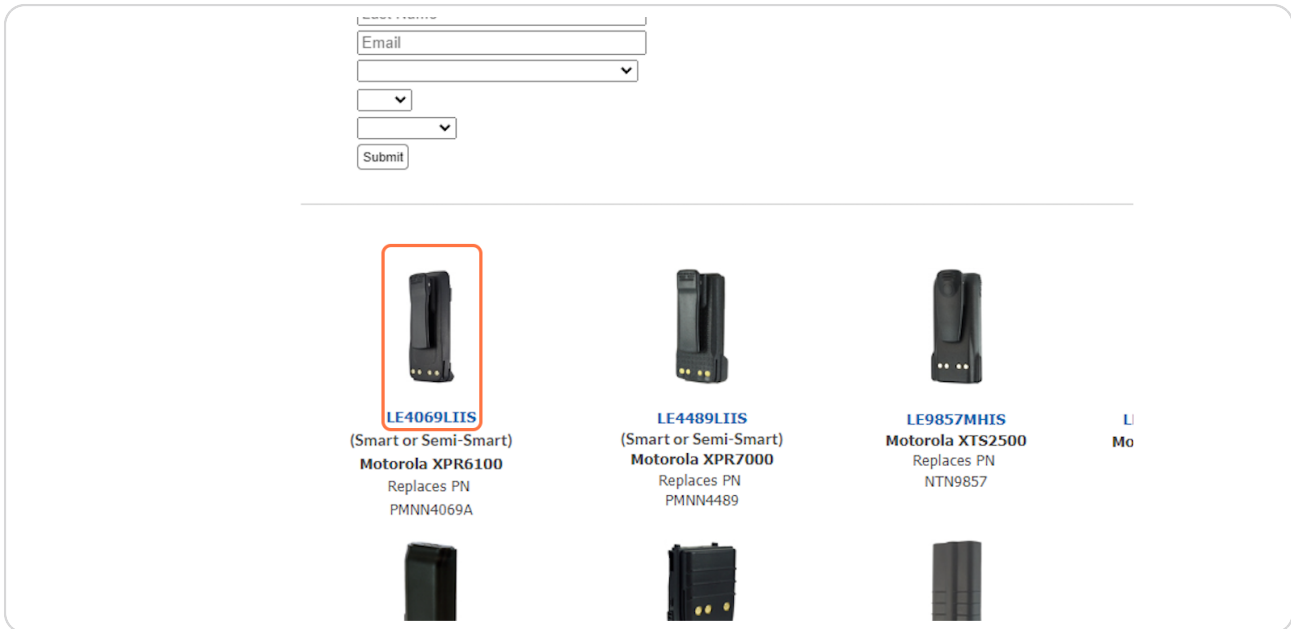 Email
Submit
LE4069LIIS
(Smart or Semi-Smart)
Motorola XPR6100
Replaces PN
PMNN4069A
LE4489LIIS
(Smart or Semi-Smart)
Motorola XPR7000
Replaces PN
PMNN4489
LE9857MHIS
Motorola XTS2500
Replaces PN
NTN9857